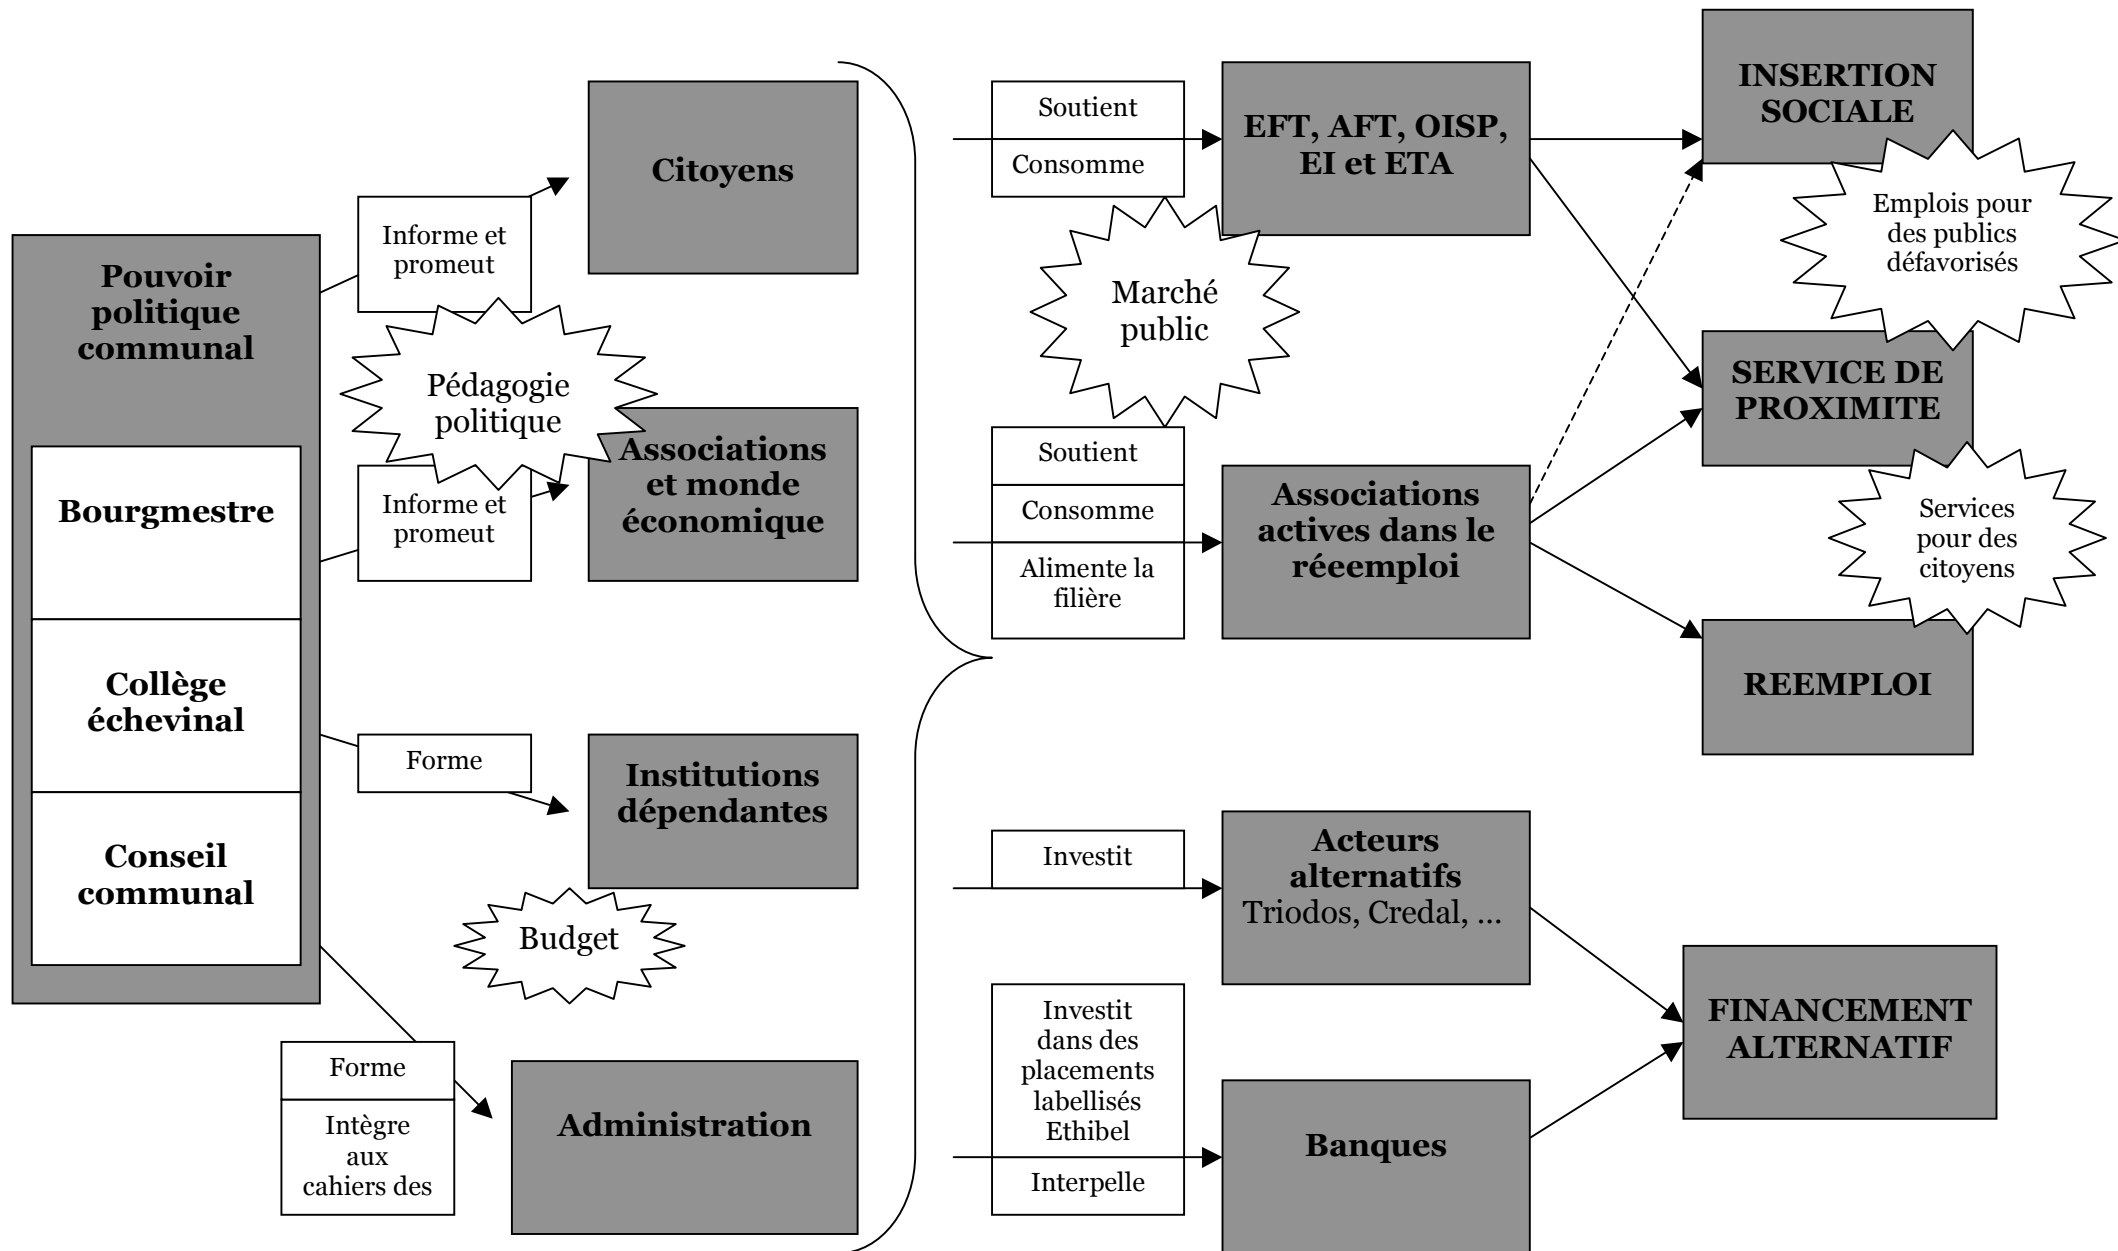 Pouvoir
politique
communal
Bourgmestre
Collège
échevinal
Conseil
communal
Informe et
promeut
Pédagogie
politique
Informe et
promeut
Forme
Budget
Forme
Intègre
aux
cahiers des
Citoyens
Associations
et monde
économique
Institutions
dépendantes
Administration
Soutient
Consomme
Marché
public
Soutient
Consomme
Alimente la
filière
Investit
Investit
dans des
placements
labellisés
Ethibel
Interpelle
EFT, AFT, OISP,
EI et ETA
Associations
actives dans le
réeemploi
Acteurs
alternatifs
Triodos, Credal, ...
Banques
INSERTION
SOCIALE
Emplois pour
des publics
défavorisés
SERVICE DE
PROXIMITE
Services
pour des
citoyens
REEMPLOI
FINANCEMENT
ALTERNATIF